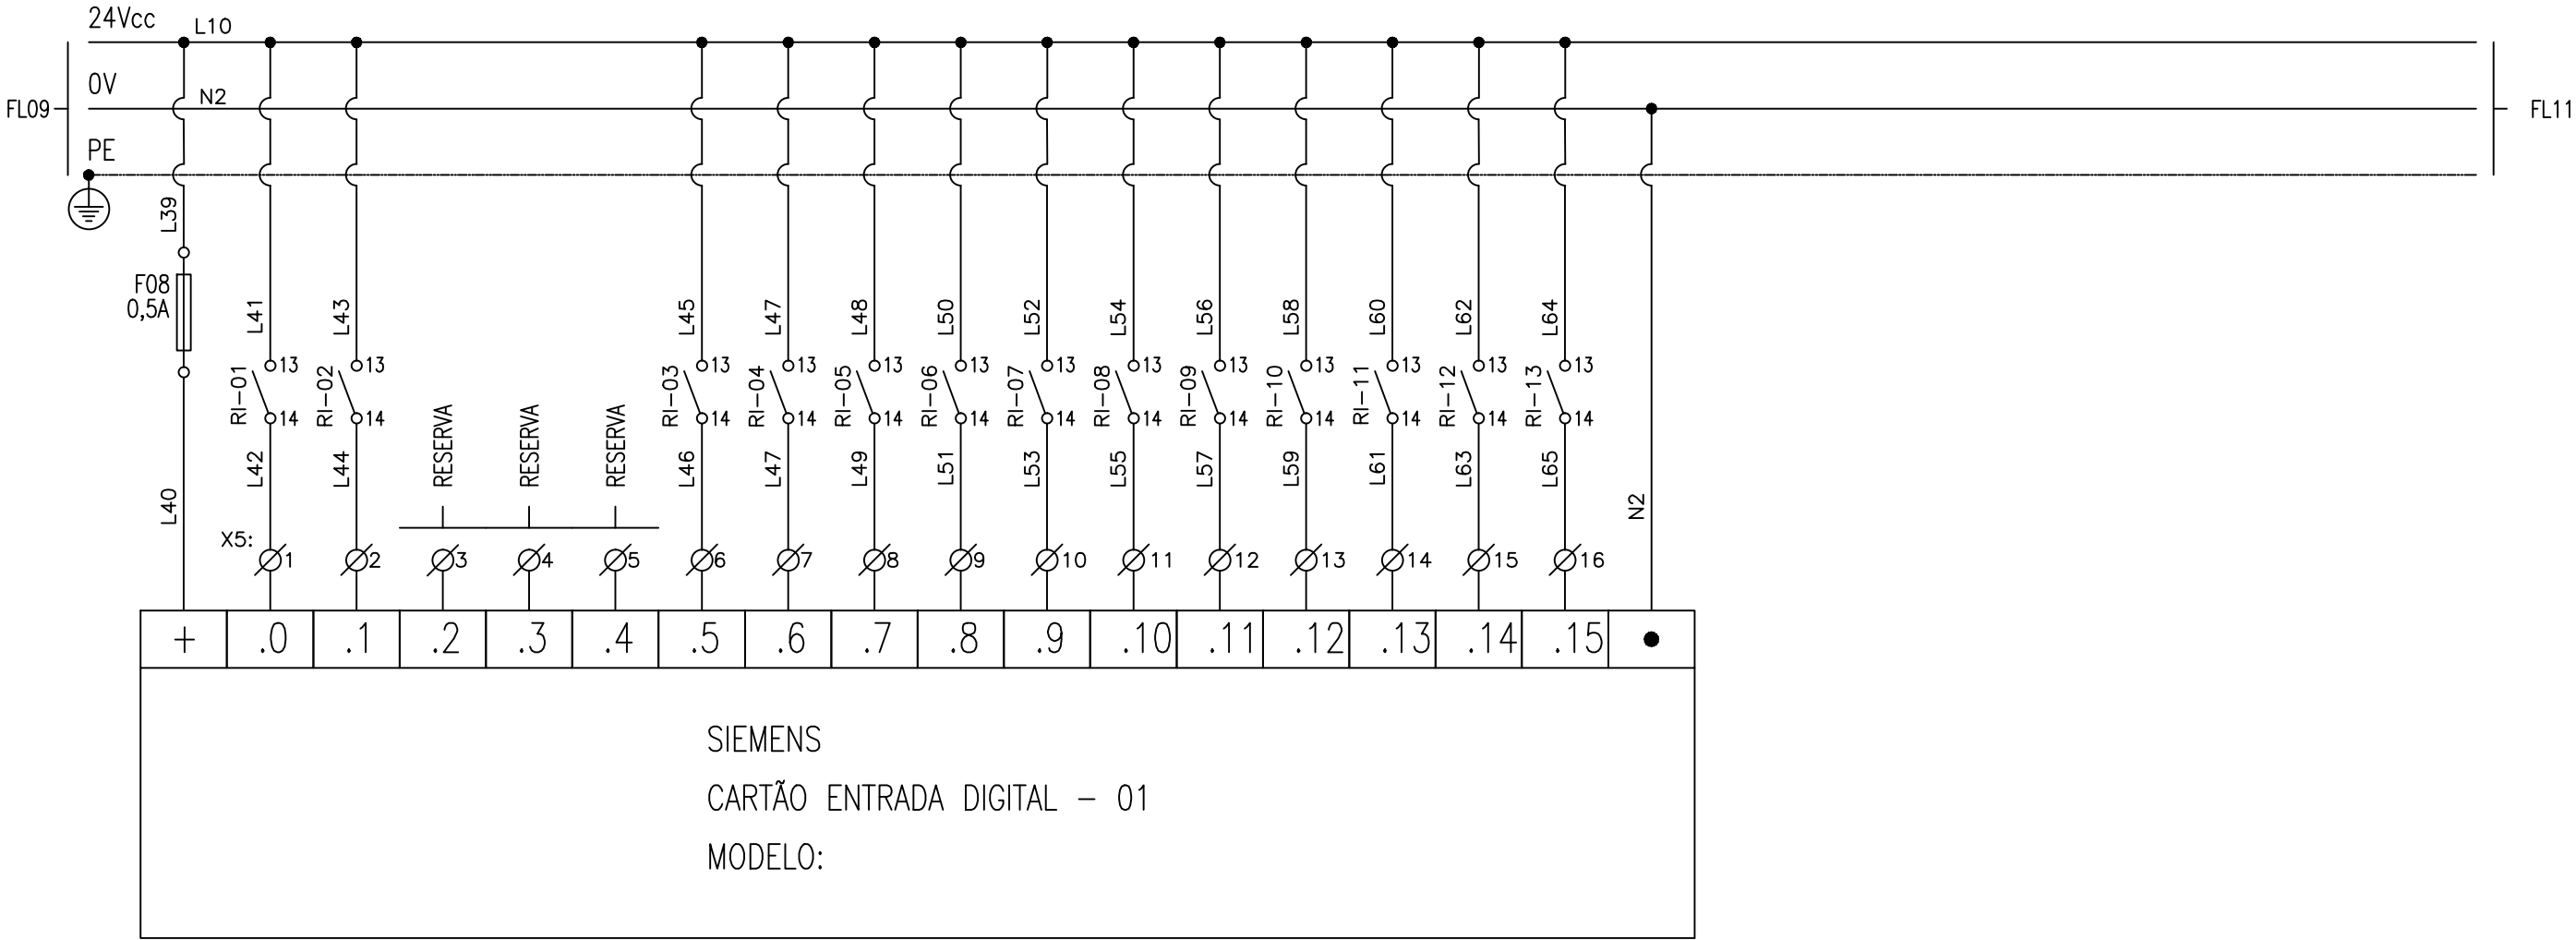 24Vcc
L10
0V
N2
FL09
FL11
PE
L39
F08
0,5A
L41
L43
L45
L47
L48
L50
L52
L54
L56
L58
L60
L62
L64
RI-01
13
14
RI-02
13
14
RI-03
13
14
RI-04
13
14
RI-05
13
14
RI-06
13
14
RI-07
13
14
RI-08
13
14
RI-09
13
14
RI-10
13
14
RI-11
13
14
RI-12
13
14
RI-13
13
14
RESERVA
RESERVA
RESERVA
L40
L42
L44
L46
L47
L49
L51
L53
L55
L57
L59
L61
L63
L65
N2
X5:
1
2
3
4
5
6
7
8
9
10
11
12
13
14
15
16
+ .0 .1 .2 .3 .4 .5 .6 .7 .8 .9 .10 .11 .12 .13 .14 .15
SIEMENS
CARTÃO ENTRADA DIGITAL - 01
MODELO: